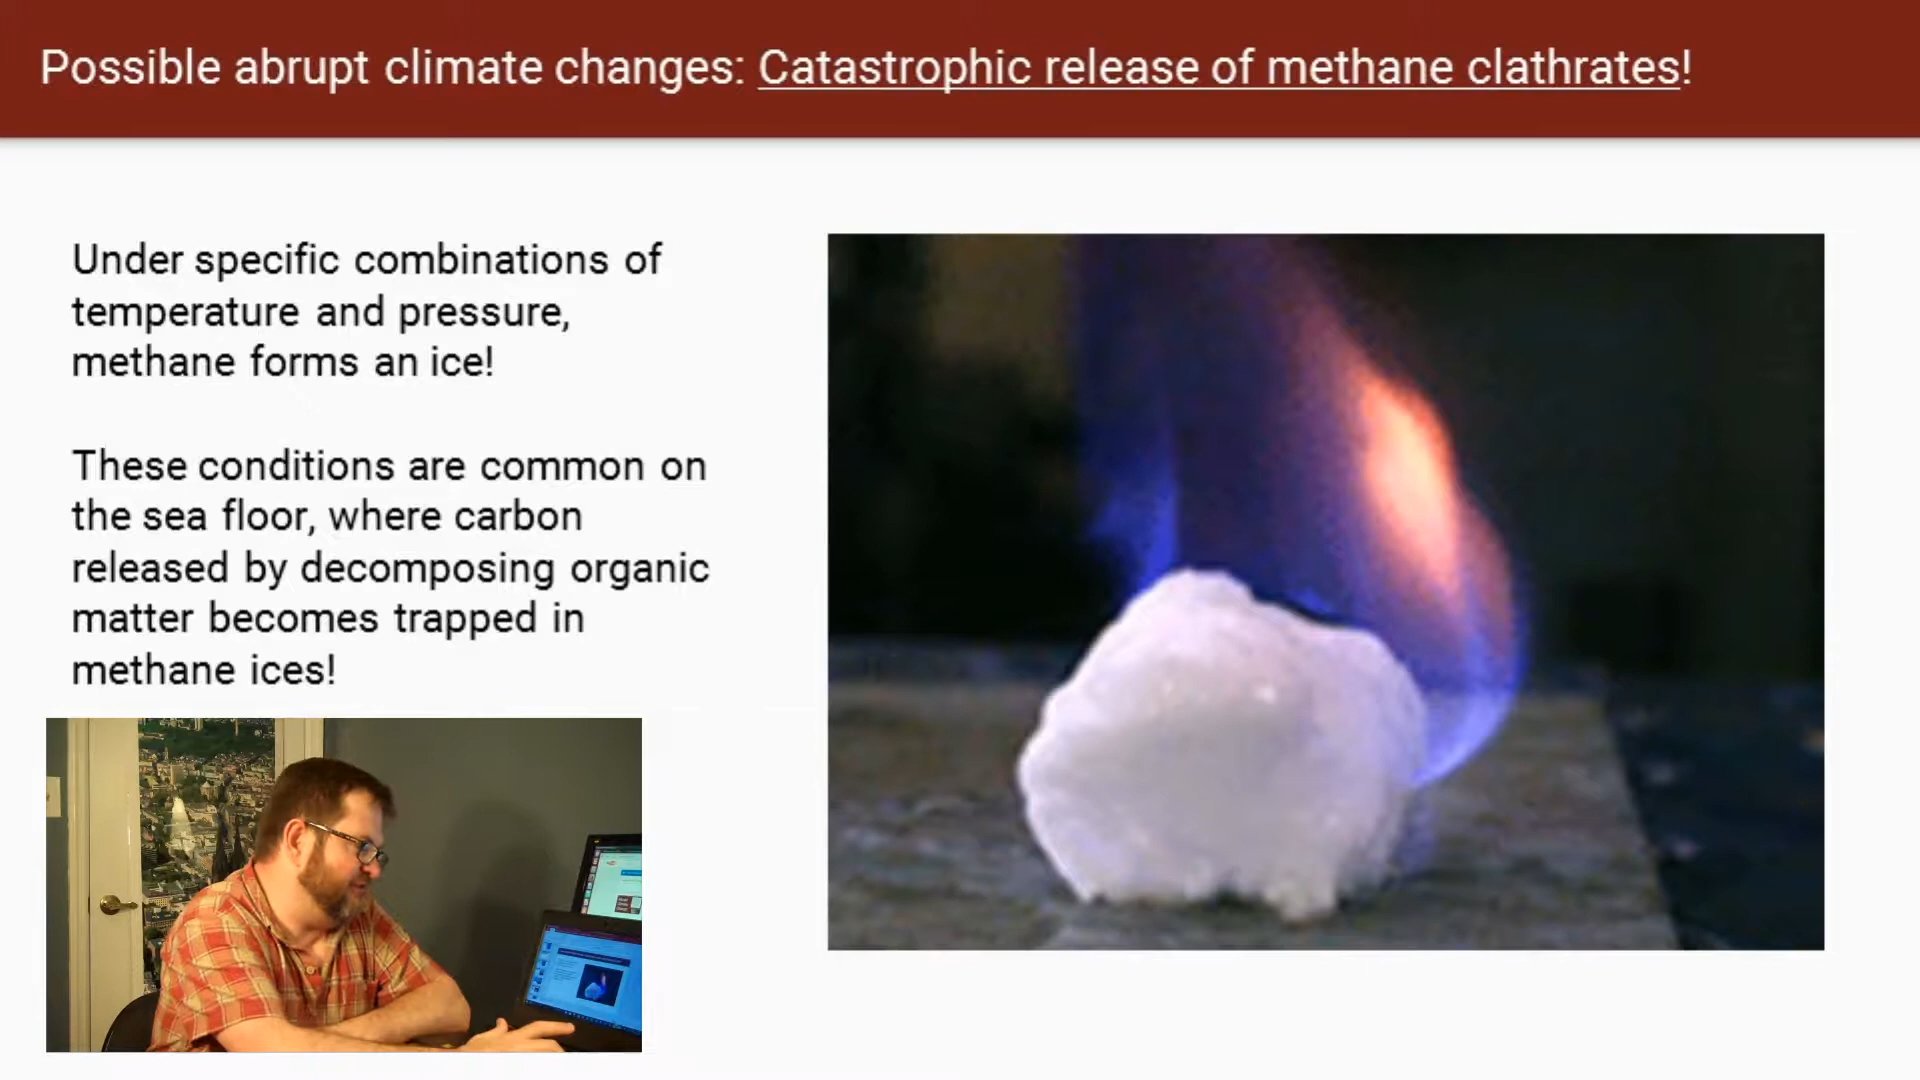 Possible abrupt climate changes: Catastrophic release of methane clathrates!
Under specific combinations of
temperature and pressure,
methane forms an ice!
These conditions are common on
the sea floor, where carbon
released by decomposing organic
matter becomes trapped in
methane ices!